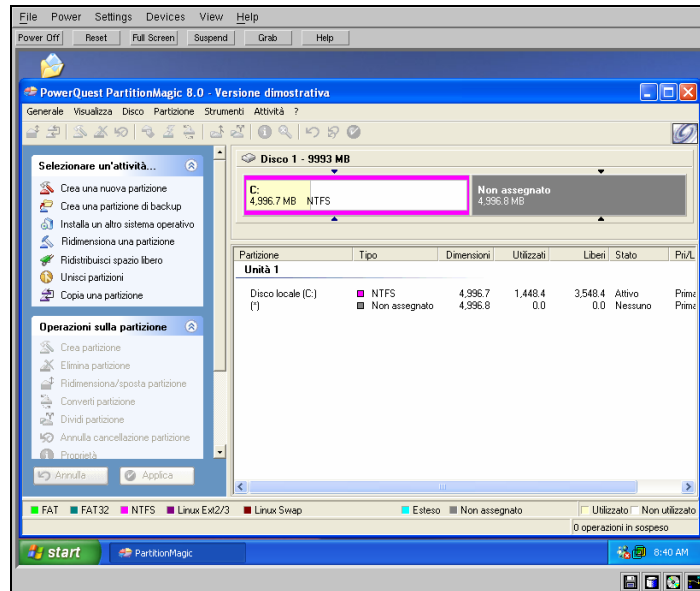 File Power Settings Devices View Help
Power Off Reset Full Screen Suspend Grab Help
PowerQuest PartitionMagic 8.0 - Versione dimostrativa
Generale Visualizza Disco Partizione Strumenti Attività ?
Selezionare un'attività...
Crea una nuova partizione
Crea una partizione di backup
Installa un altro sistema operativo
Ridimensiona una partizione
Ridistribuisci spazio libero
Unisci partizioni
Copia una partizione
Operazioni sulla partizione
Crea partizione
Elimina partizione
Ridimensiona/sposta partizione
Converti partizione
Dividi partizione
Annulla cancellazione partizione
Proprietà
Annulla Applica
Disco 1 - 9993 MB
C:
4,996.7 MB NTFS
Non assegnato
4,996.8 MB
Partizione Tipo Dimensioni Utilizzati Liberi Stato Pri/L
Unità 1
Disco locale (C:) NTFS 4,996.7 1,448.4 3,548.4 Attivo Prima
(*) Non assegnato 4,996.8 0.0 0.0 Nessuno Prima
FAT FAT32 NTFS Linux Ext2/3 Linux Swap Esteso Non assegnato Utilizzato Non utilizzato
0 operazioni in sospeso
start PartitionMagic 8:40 AM